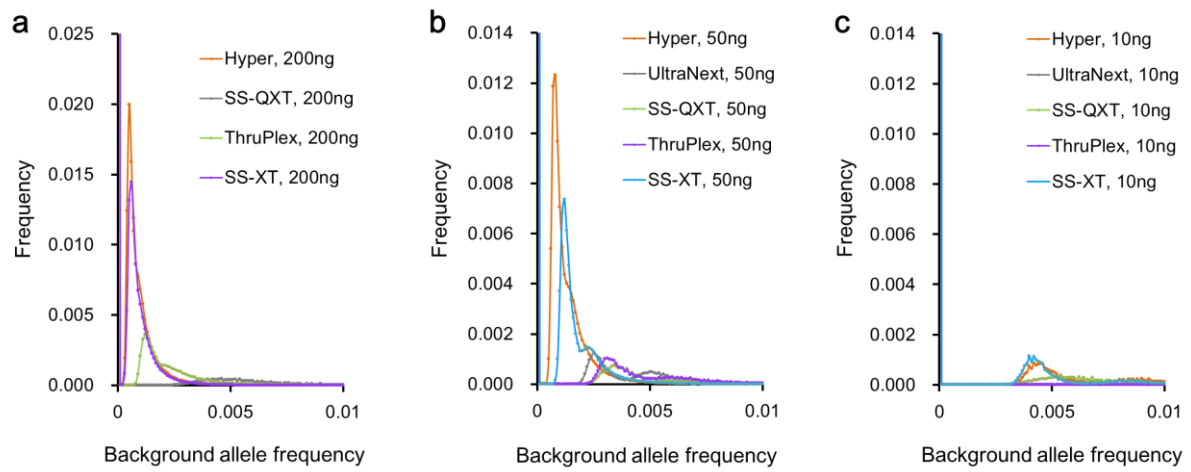 a
0.025
0.020
0.015
0.010
0.005
0.000
Frequency
Hyper, 200ng
SS-QXT, 200ng
ThruPlex, 200ng
SS-XT, 200ng
0
0.005
0.01
Background allele frequency
b
0.014
0.012
0.010
0.008
0.006
0.004
0.002
0.000
Frequency
Hyper, 50ng
UltraNext, 50ng
SS-QXT, 50ng
ThruPlex, 50ng
SS-XT, 50ng
0
0.005
0.01
Background allele frequency
c
0.014
0.012
0.010
0.008
0.006
0.004
0.002
0.000
Frequency
Hyper, 10ng
UltraNext, 10ng
SS-QXT, 10ng
ThruPlex, 10ng
SS-XT, 10ng
0
0.005
0.01
Background allele frequency